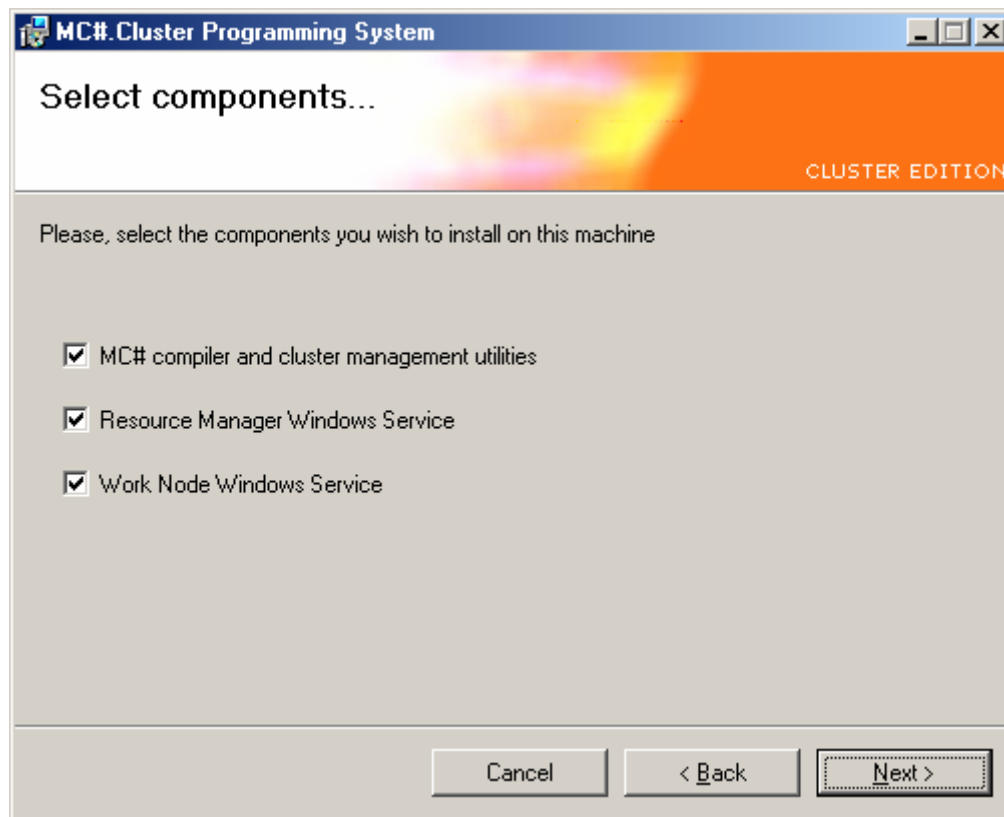 MC#.Cluster Programming System
Select components...
CLUSTER EDITION
Please, select the components you wish to install on this machine
MC# compiler and cluster management utilities
Resource Manager Windows Service
Work Node Windows Service
Cancel
< Back
Next >